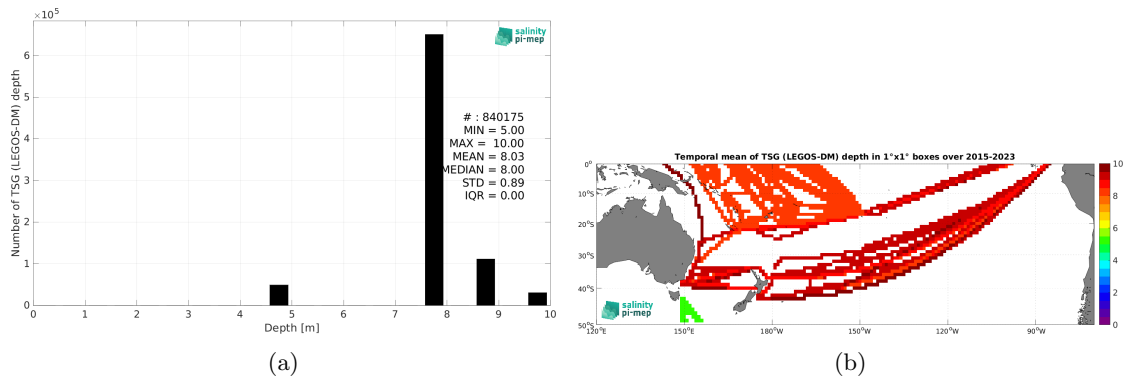 ×10⁵
6
5
4
3
2
1
0
Number of TSG (LEGOS-DM) depth
salinity
pi-mep
# : 840175
MIN = 5.00
MAX = 10.00
MEAN = 8.03
MEDIAN = 8.00
STD = 0.89
IQR = 0.00
0 1 2 3 4 5 6 7 8 9 10
Depth [m]
(a)
Temporal mean of TSG (LEGOS-DM) depth in 1°x1° boxes over 2015-2023
0°
10°S
20°S
30°S
40°S
50°S
salinity
pi-mep
120°E 150°E 180°W 150°W 120°W 90°W
10
8
6
4
2
0
(b)